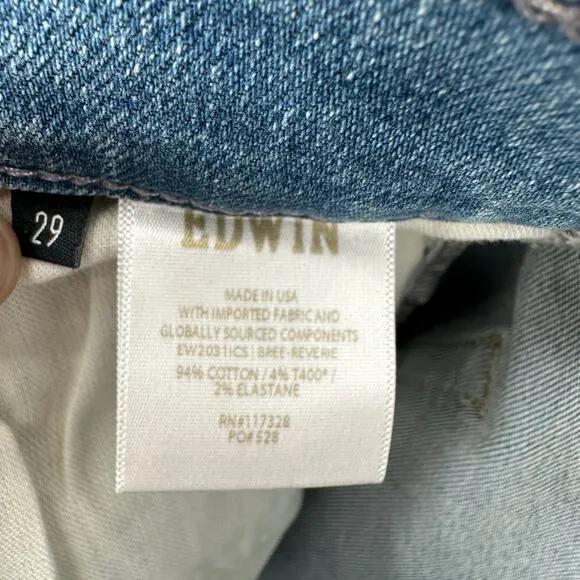 29
EDWIN
MADE IN USA
WITH IMPORTED FABRIC AND
GLOBALLY SOURCED COMPONENTS
EW2031ICS | BREE-REVERIE
94% COTTON / 4% T400® /
2% ELASTANE
RN#117328
PO# 528